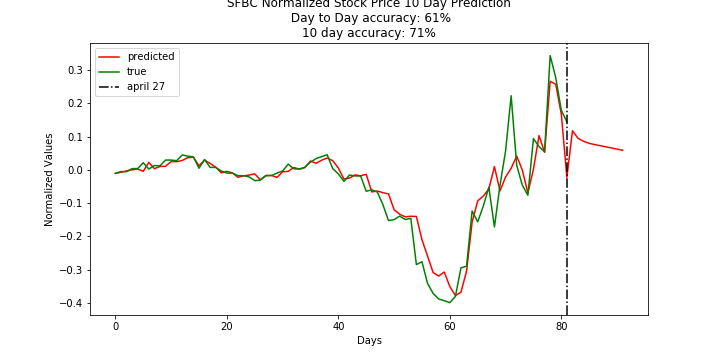 SFBC Normalized Stock Price 10 Day Prediction
Day to Day accuracy: 61%
10 day accuracy: 71%
predicted
true
april 27
Normalized Values
0.3
0.2
0.1
0.0
−0.1
−0.2
−0.3
−0.4
0
20
40
60
80
Days